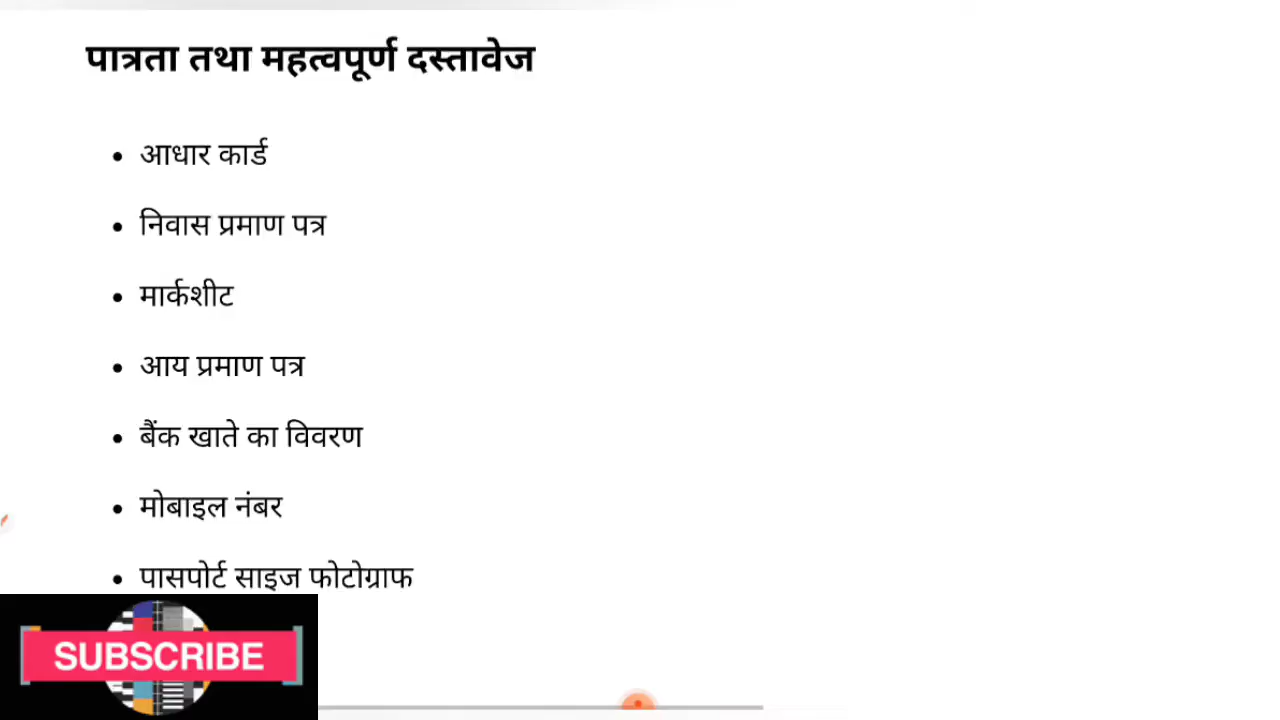 पात्रता तथा महत्वपूर्ण दस्तावेज
आधार कार्ड
निवास प्रमाण पत्र
मार्कशीट
आय प्रमाण पत्र
बैंक खाते का विवरण
मोबाइल नंबर
पासपोर्ट साइज फोटोग्राफ
SUBSCRIBE